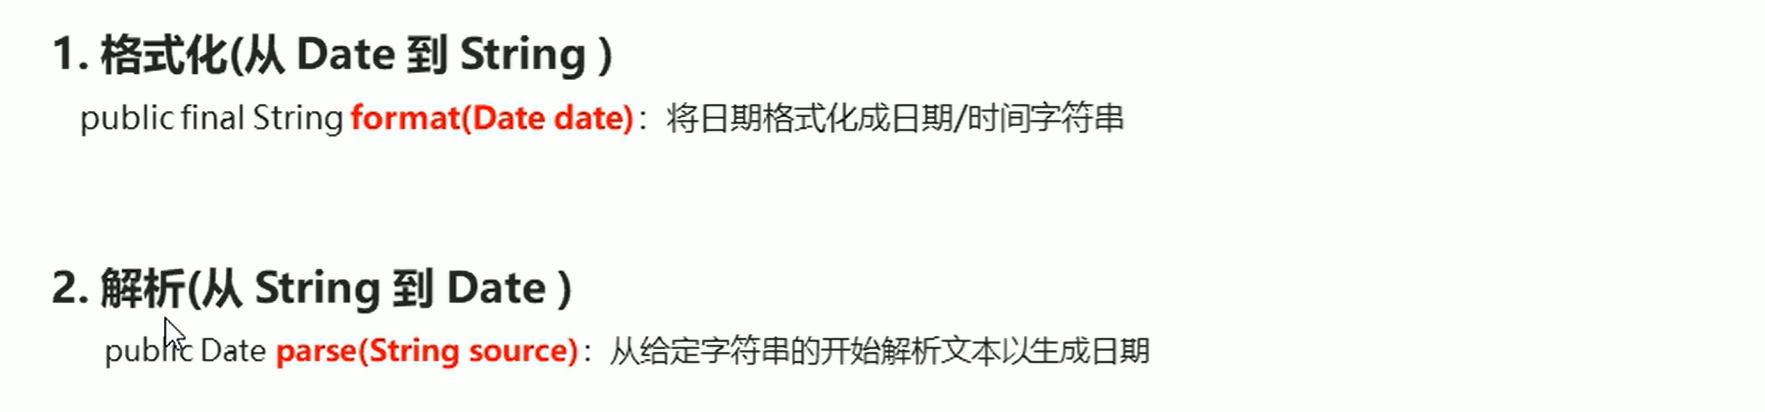 1. 格式化(从 Date 到 String )
public final String format(Date date)：将日期格式化成日期/时间字符串
2. 解析(从 String 到 Date )
public Date parse(String source)：从给定字符串的开始解析文本以生成日期